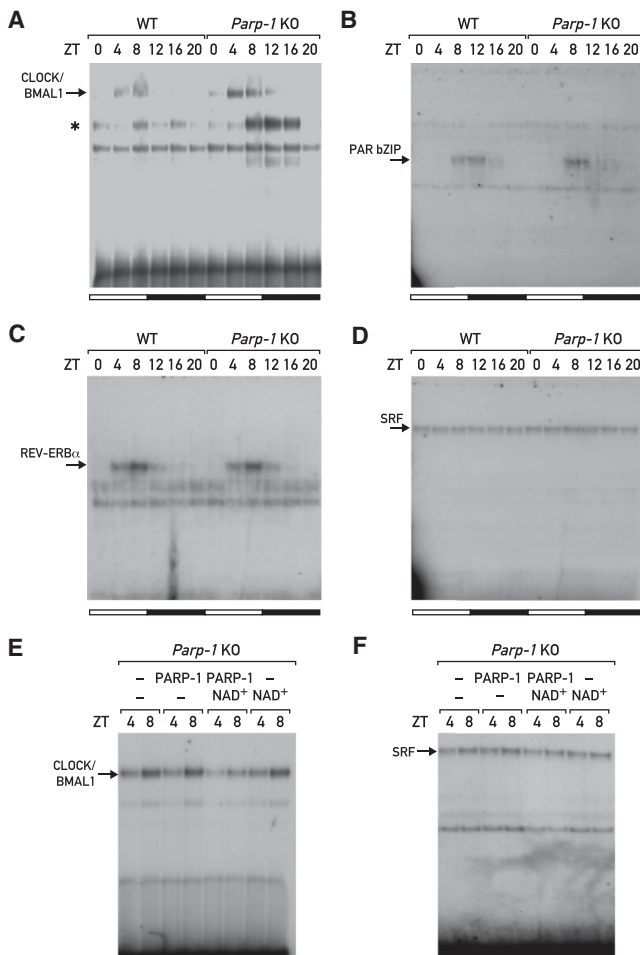 A
WT Parp-1 KO
ZT 0 4 8 12 16 20 0 4 8 12 16 20
CLOCK/
BMAL1
*
B
WT Parp-1 KO
ZT 0 4 8 12 16 20 0 4 8 12 16 20
PAR bZIP
C
WT Parp-1 KO
ZT 0 4 8 12 16 20 0 4 8 12 16 20
REV-ERBα
D
WT Parp-1 KO
ZT 0 4 8 12 16 20 0 4 8 12 16 20
SRF
E
Parp-1 KO
– PARP-1 PARP-1 –
– – NAD+ NAD+
ZT 4 8 4 8 4 8 4 8
CLOCK/
BMAL1
F
Parp-1 KO
– PARP-1 PARP-1 –
– – NAD+ NAD+
ZT 4 8 4 8 4 8 4 8
SRF